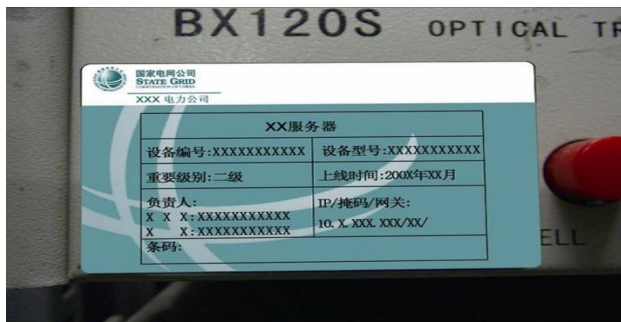 BX120S OPTICAL TR
国家电网公司
STATE GRID
CORPORATION OF CHINA
XXX 电力公司
XX服务器
设备编号:XXXXXXXXXXX 设备型号:XXXXXXXXXXX
重要级别:二级 上线时间:200X年XX月
负责人: IP/掩码/网关:
X X X:XXXXXXXXXXX 10.X.XXX.XXX/XX/
X X:XXXXXXXXXXX
条码:
ELL